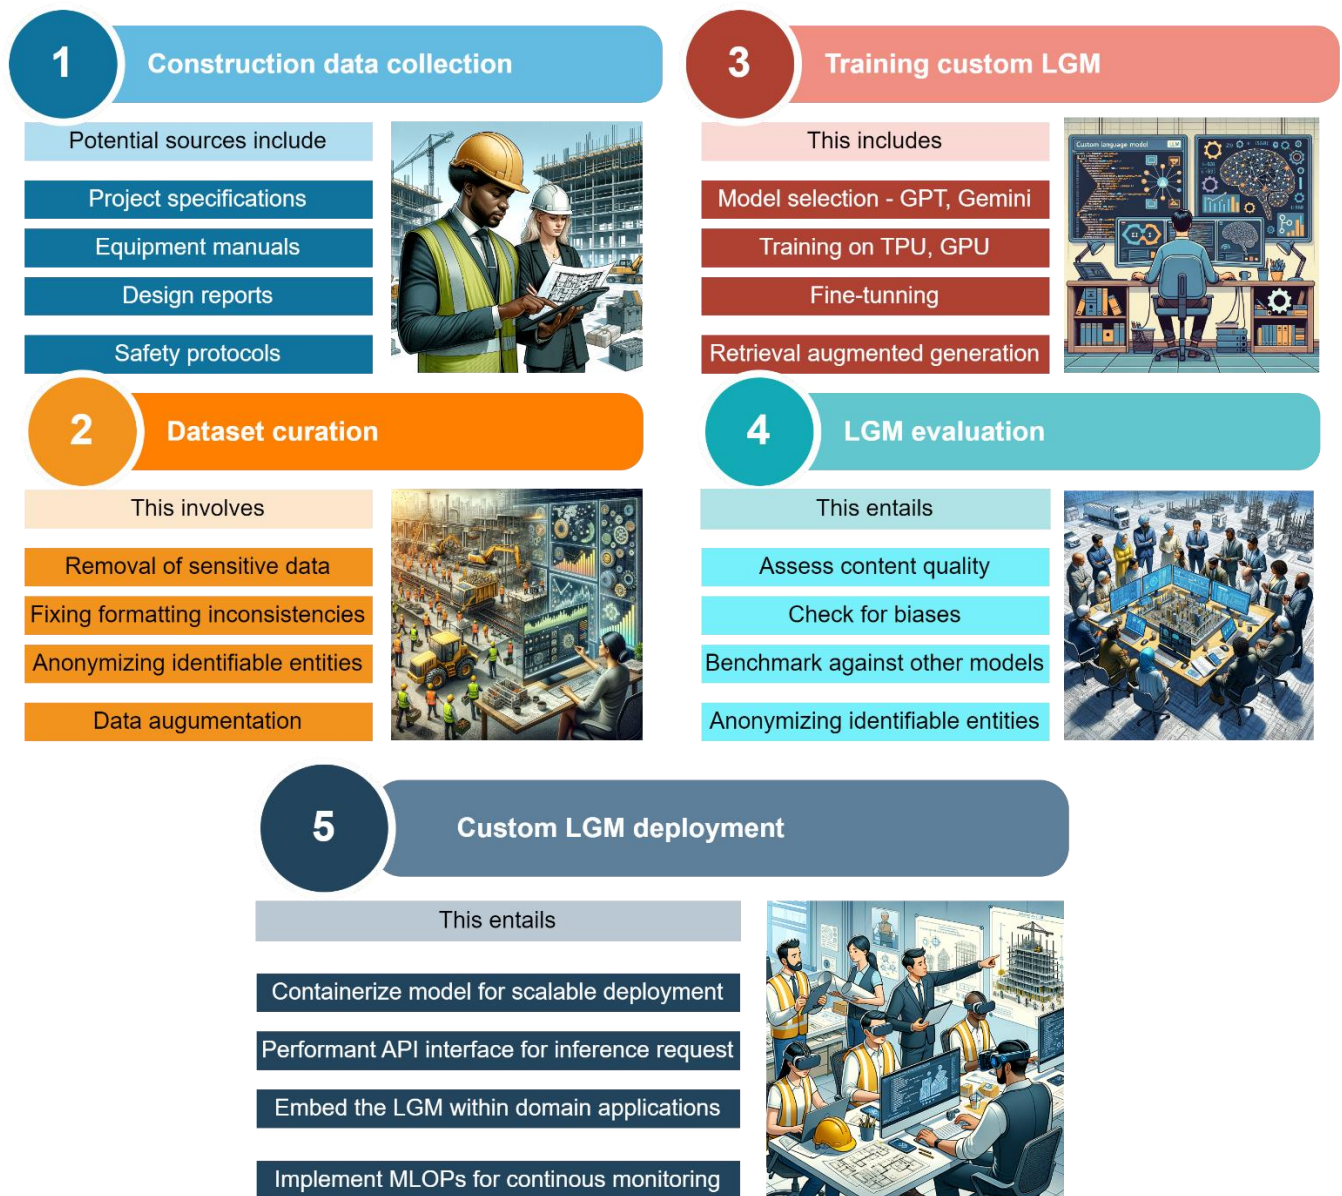 1
Construction data collection
Potential sources include
Project specifications
Equipment manuals
Design reports
Safety protocols
2
Dataset curation
This involves
Removal of sensitive data
Fixing formatting inconsistencies
Anonymizing identifiable entities
Data augumentation
3
Training custom LGM
This includes
Model selection - GPT, Gemini
Training on TPU, GPU
Fine-tunning
Retrieval augmented generation
Custom language model
4
LGM evaluation
This entails
Assess content quality
Check for biases
Benchmark against other models
Anonymizing identifiable entities
5
Custom LGM deployment
This entails
Containerize model for scalable deployment
Performant API interface for inference request
Embed the LGM within domain applications
Implement MLOPs for continous monitoring